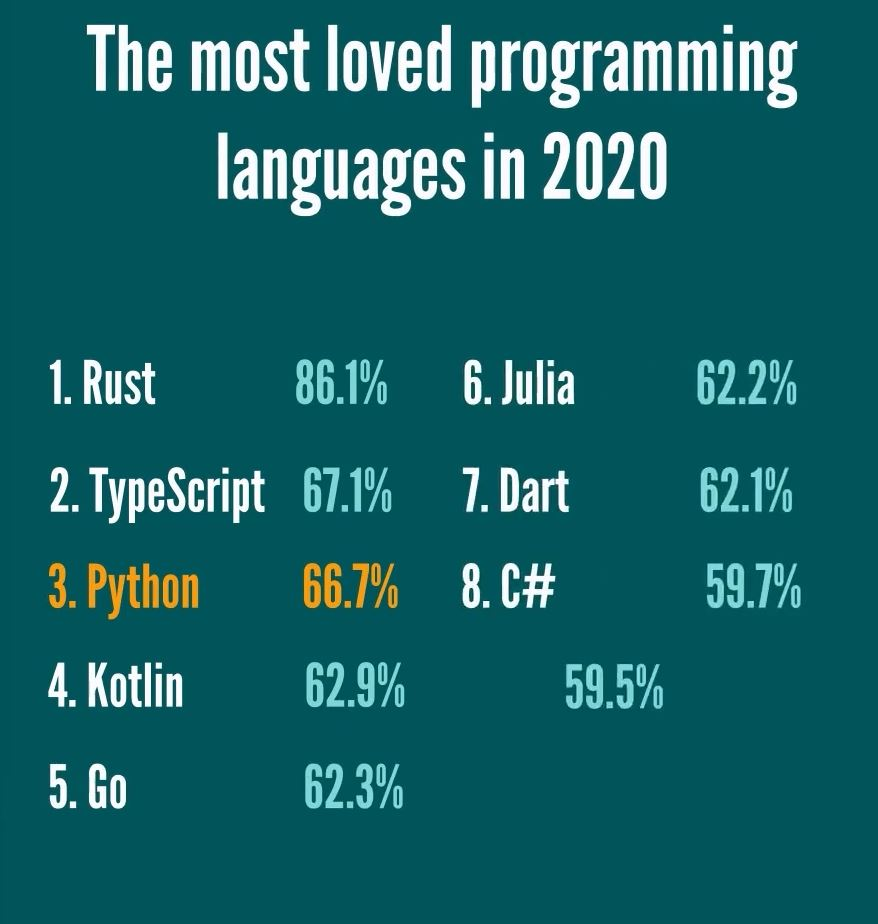 The most loved programming
languages in 2020
1. Rust 86.1%
2. TypeScript 67.1%
3. Python 66.7%
4. Kotlin 62.9%
5. Go 62.3%
6. Julia 62.2%
7. Dart 62.1%
8. C# 59.7%
59.5%